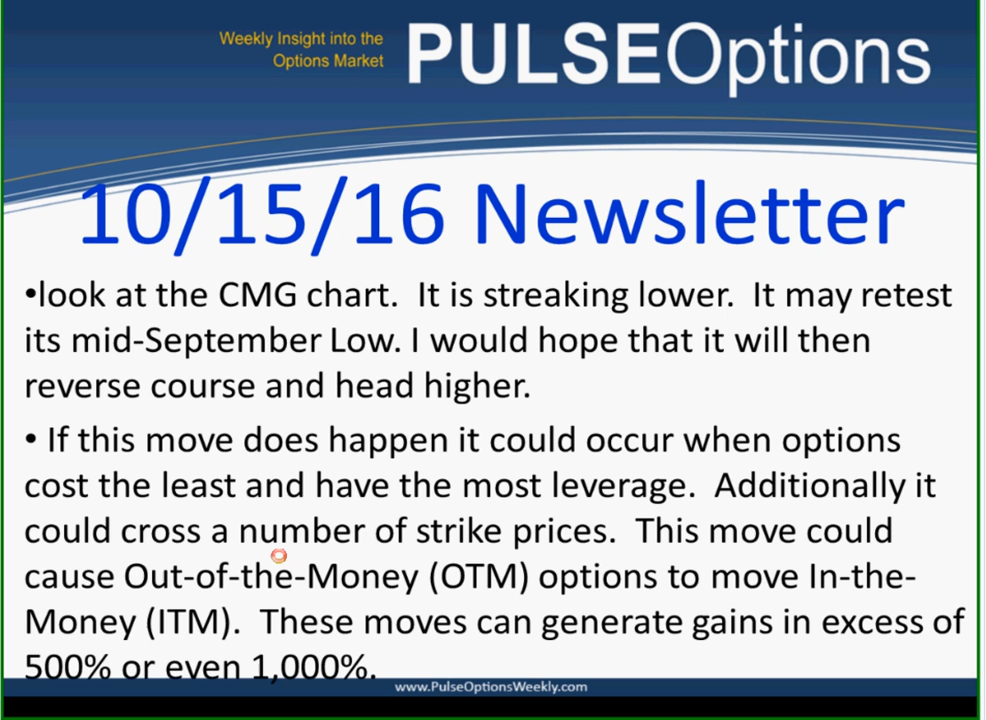 Weekly Insight into the
Options Market
PULSEOptions
10/15/16 Newsletter
•look at the CMG chart.  It is streaking lower.  It may retest
its mid-September Low. I would hope that it will then
reverse course and head higher.
• If this move does happen it could occur when options
cost the least and have the most leverage.  Additionally it
could cross a number of strike prices.  This move could
cause Out-of-the-Money (OTM) options to move In-the-
Money (ITM).  These moves can generate gains in excess of
500% or even 1,000%.
www.PulseOptionsWeekly.com